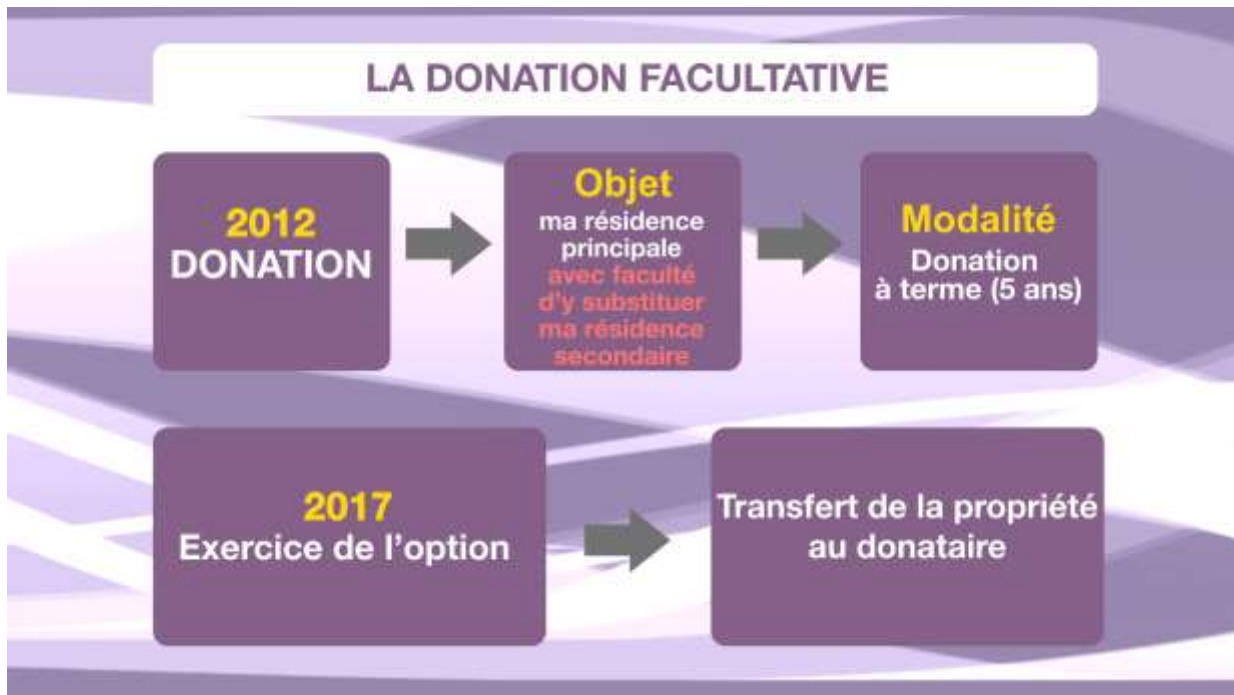 LA DONATION FACULTATIVE
2012
DONATION
Objet
ma résidence
principale
avec faculté
d'y substituer
ma résidence
secondaire
Modalité
Donation
à terme (5 ans)
2017
Exercice de l'option
Transfert de la propriété
au donataire